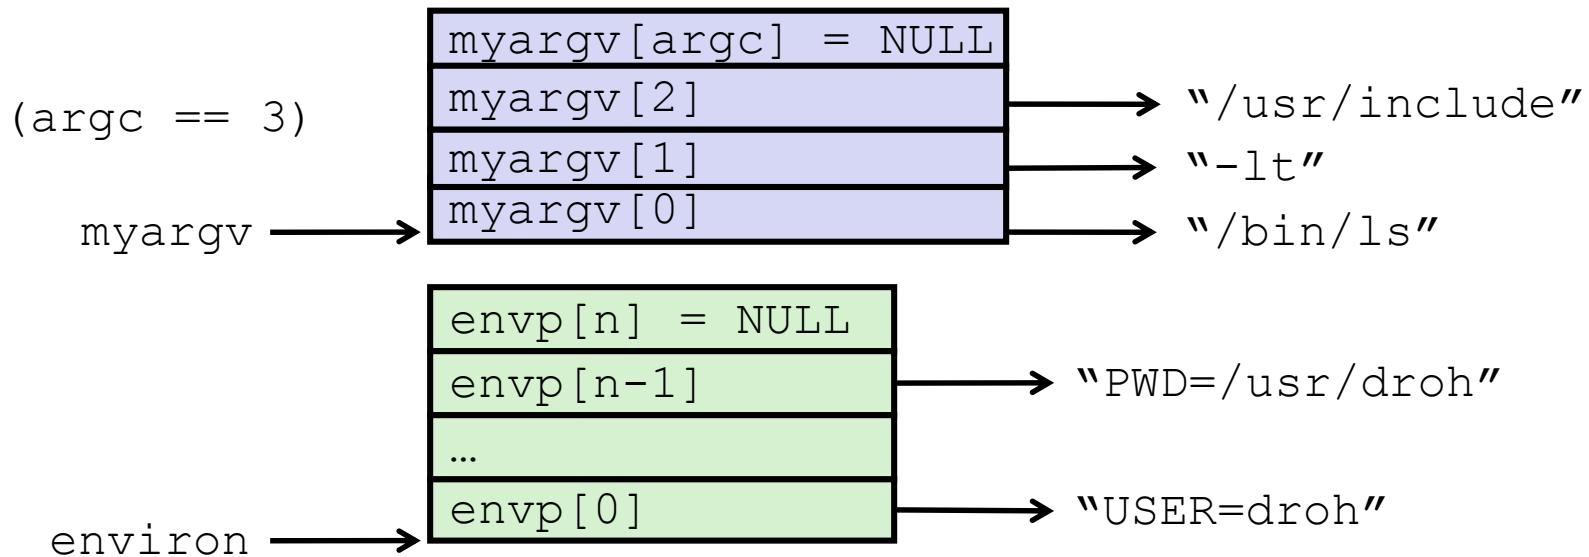 myargv[argc] = NULL
(argc == 3)
myargv[2]
“/usr/include”
myargv[1]
“-lt”
myargv
myargv[0]
“/bin/ls”
envp[n] = NULL
envp[n-1]
“PWD=/usr/droh”
…
environ
envp[0]
“USER=droh”